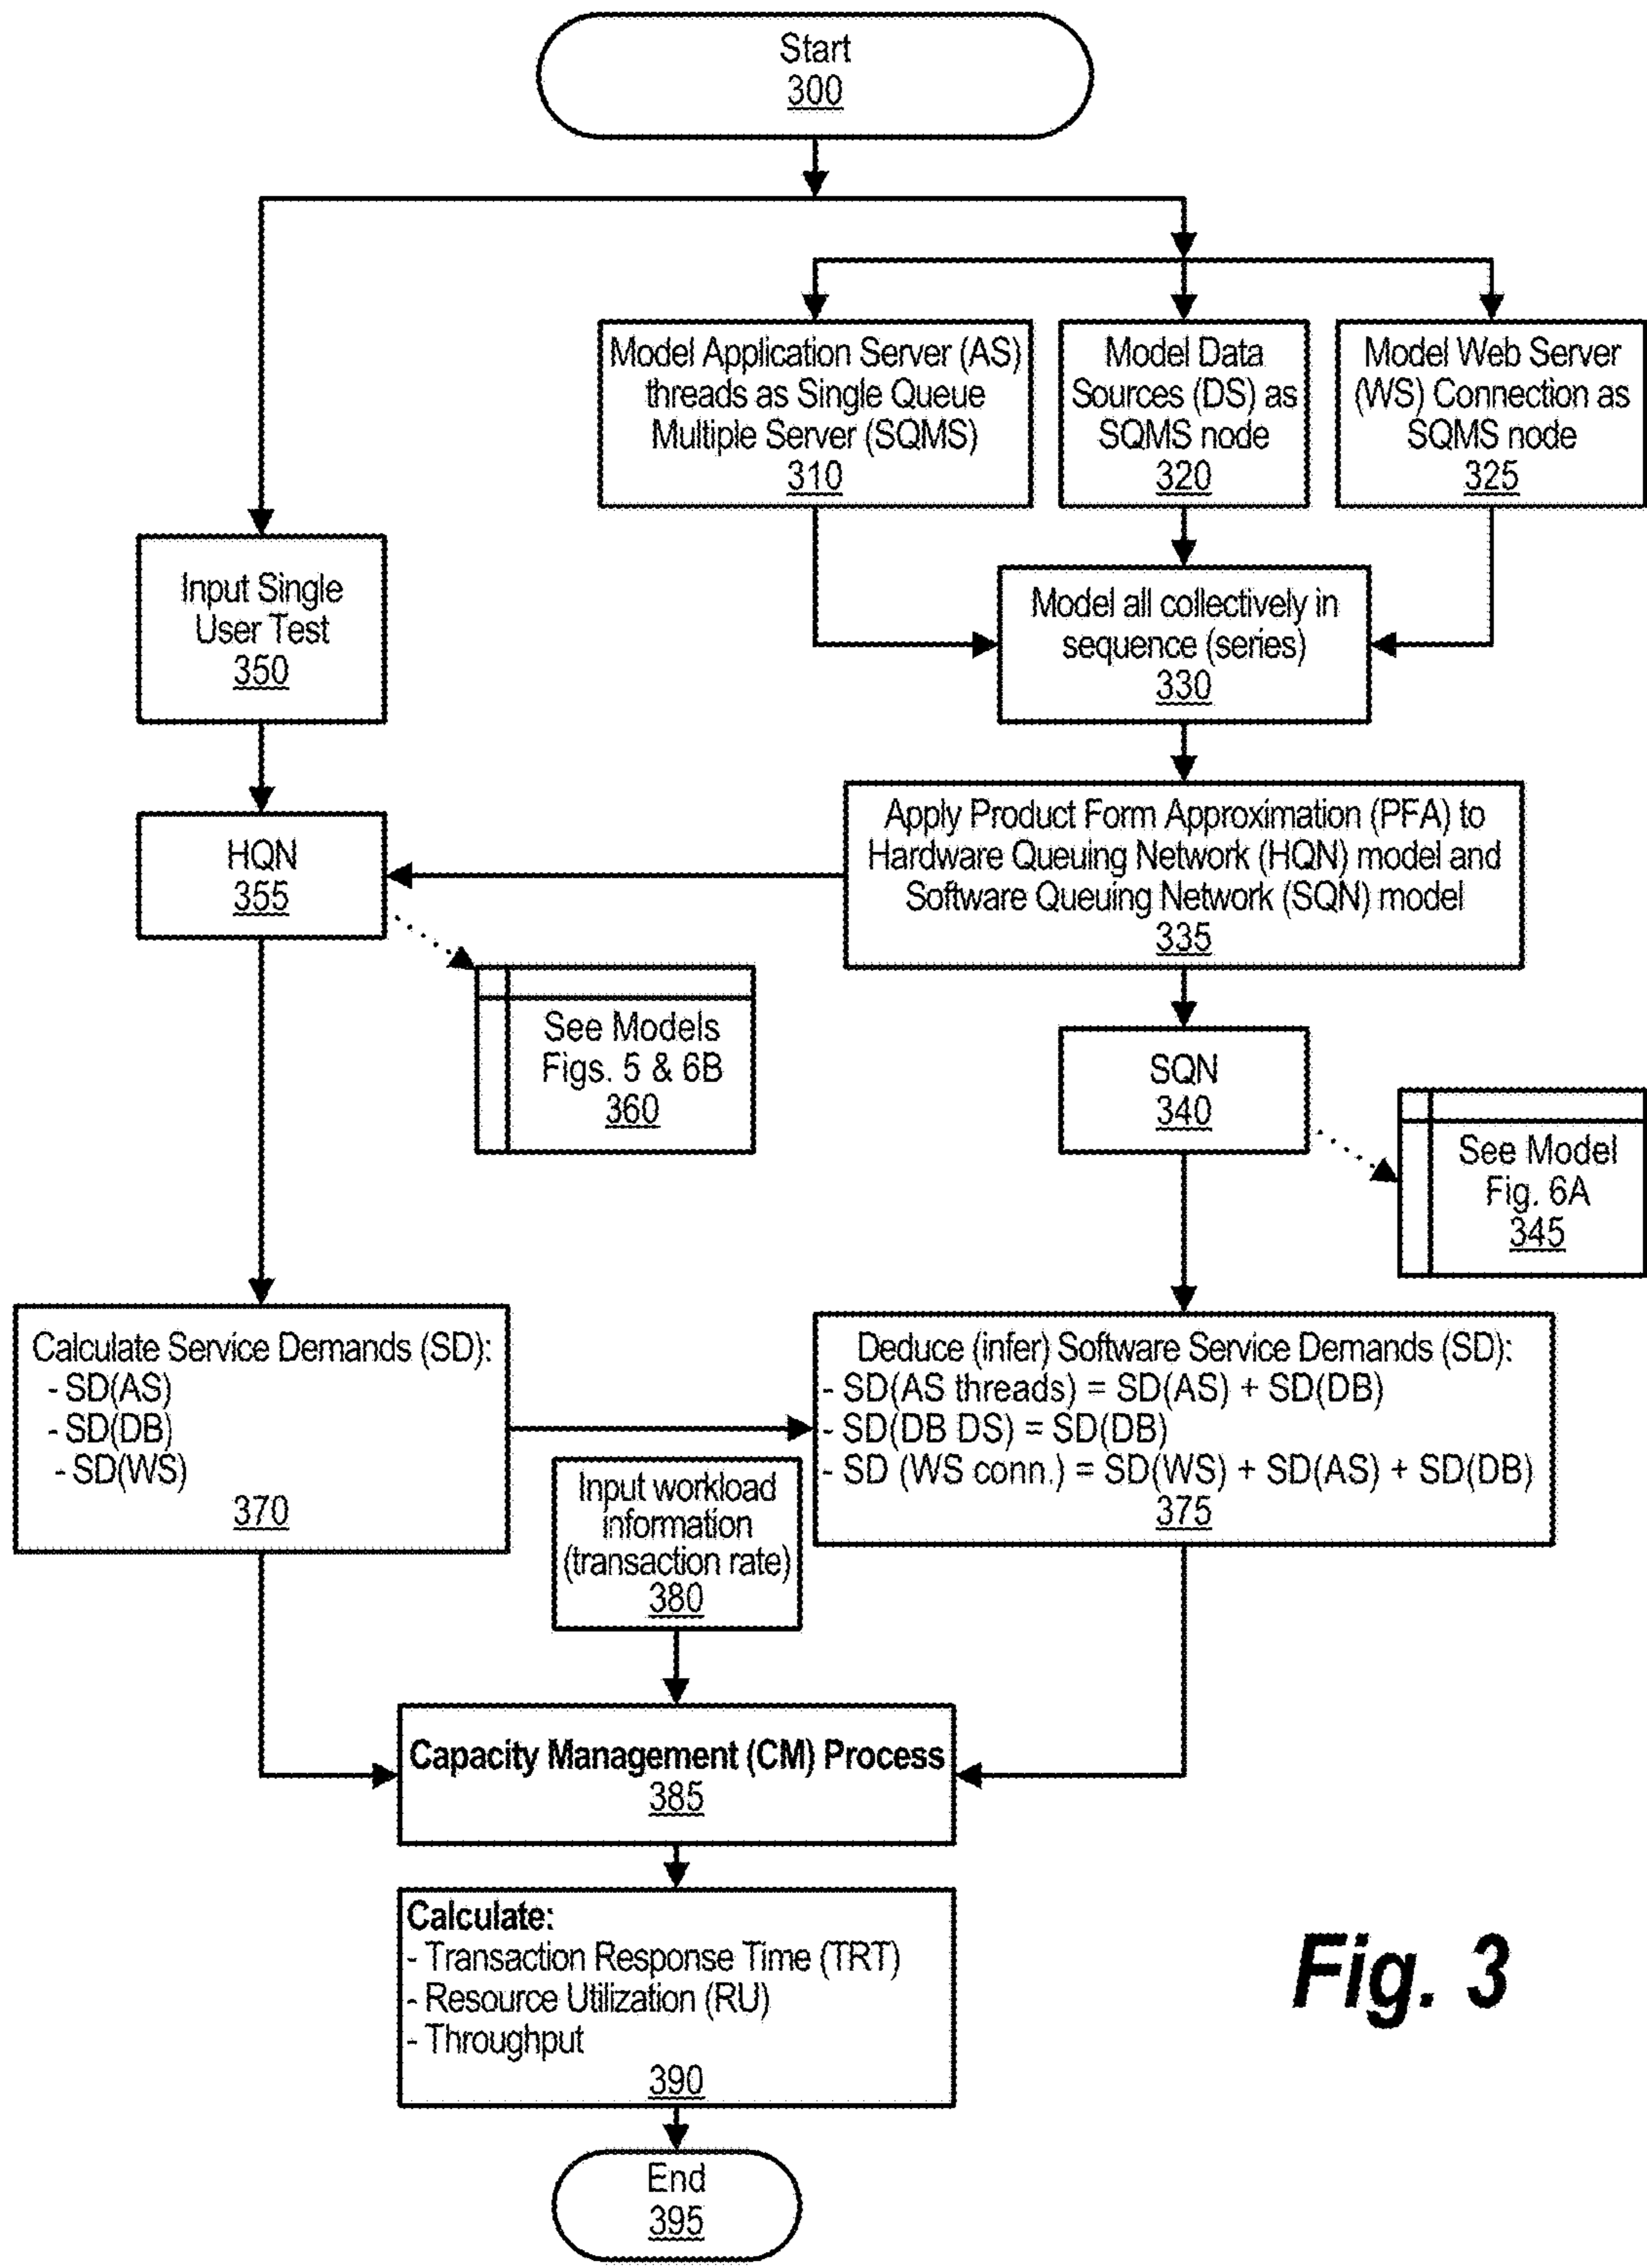 Start
300
Model Application Server (AS)
threads as Single Queue
Multiple Server (SQMS)
310
Model Data
Sources (DS) as
SQMS node
320
Model Web Server
(WS) Connection as
SQMS node
325
Input Single
User Test
350
Model all collectively in
sequence (series)
330
HQN
355
Apply Product Form Approximation (PFA) to
Hardware Queuing Network (HQN) model and
Software Queuing Network (SQN) model
335
See Models
Figs. 5 & 6B
360
SQN
340
See Model
Fig. 6A
345
Calculate Service Demands (SD):
- SD(AS)
- SD(DB)
- SD(WS)
370
Deduce (infer) Software Service Demands (SD):
- SD(AS threads) = SD(AS) + SD(DB)
- SD(DB DS) = SD(DB)
- SD (WS conn.) = SD(WS) + SD(AS) + SD(DB)
375
Input workload
information
(transaction rate)
380
Capacity Management (CM) Process
385
Calculate:
- Transaction Response Time (TRT)
- Resource Utilization (RU)
- Throughput
390
End
395
Fig. 3